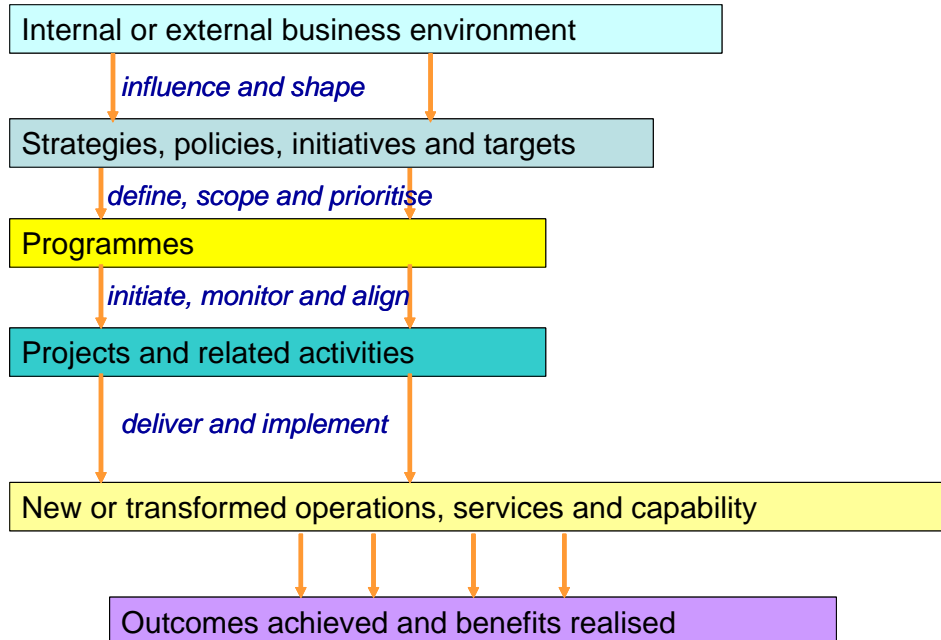 Internal or external business environment
influence and shape
Strategies, policies, initiatives and targets
define, scope and prioritise
Programmes
initiate, monitor and align
Projects and related activities
deliver and implement
New or transformed operations, services and capability
Outcomes achieved and benefits realised